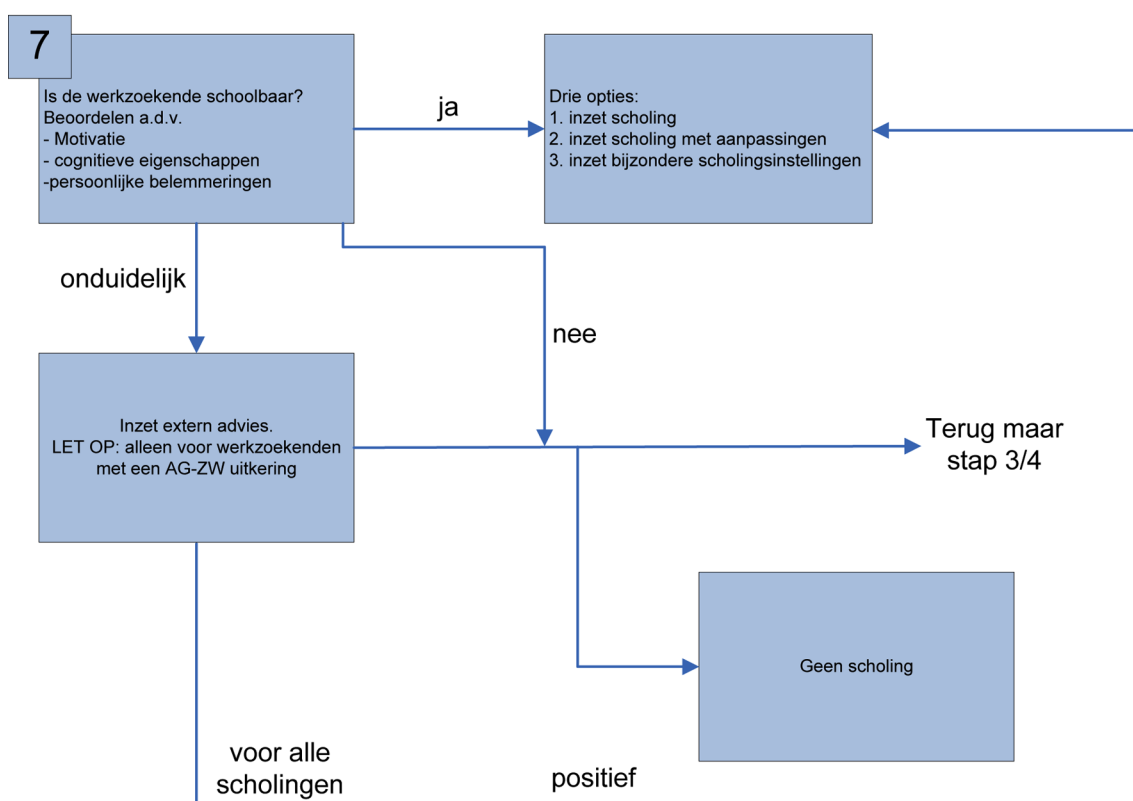 7
Is de werkzoekende schoolbaar?
Beoordelen a.d.v.
- Motivatie
- cognitieve eigenschappen
-persoonlijke belemmeringen
ja
Drie opties:
1. inzet scholing
2. inzet scholing met aanpassingen
3. inzet bijzondere scholingsinstellingen
onduidelijk
nee
Inzet extern advies.
LET OP: alleen voor werkzoekenden
met een AG-ZW uitkering
Terug maar
stap 3/4
Geen scholing
voor alle
scholingen
positief